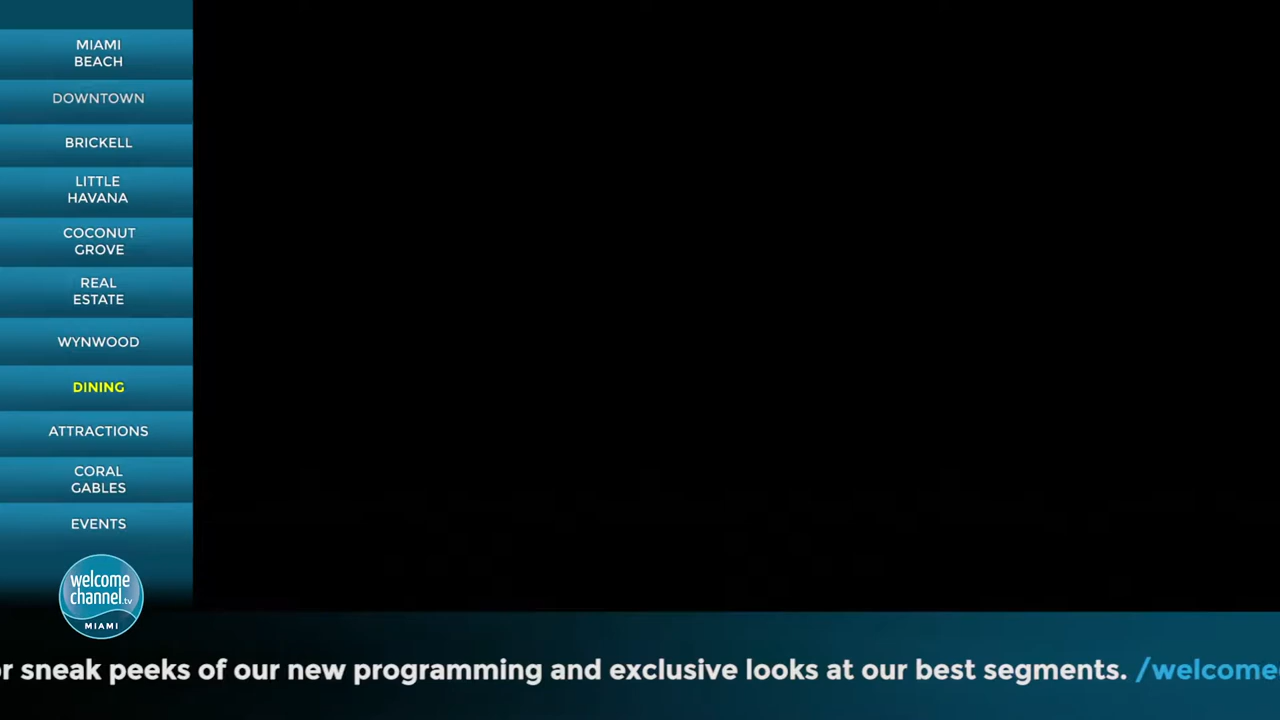 MIAMI
BEACH
DOWNTOWN
BRICKELL
LITTLE
HAVANA
COCONUT
GROVE
REAL
ESTATE
WYNWOOD
DINING
ATTRACTIONS
CORAL
GABLES
EVENTS
welcome
channel.tv
MIAMI
sneak peeks of our new programming and exclusive looks at our best segments. /welcome